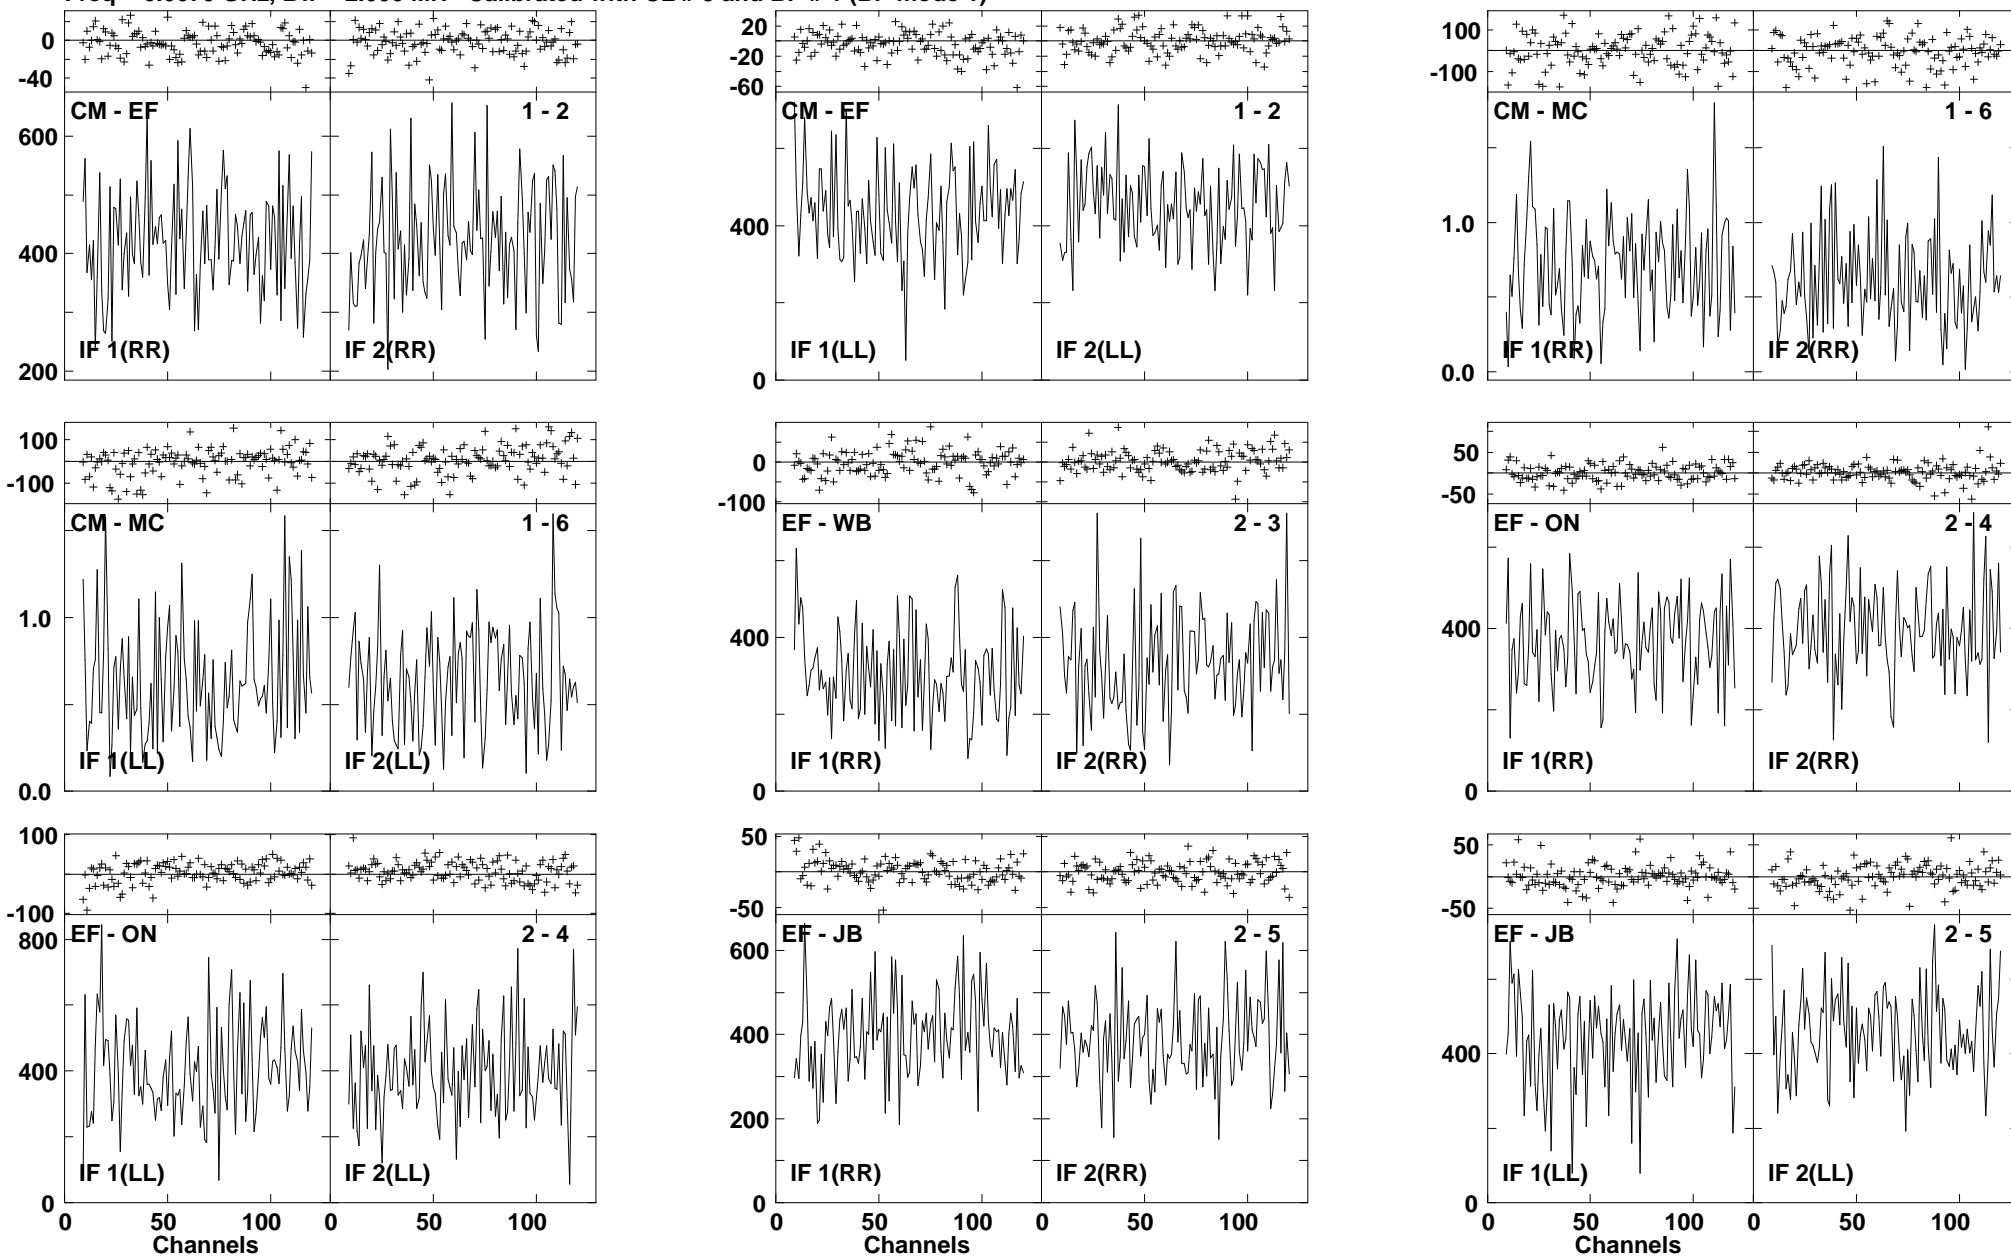 0
-40
600
400
200
CM - EF
1 - 2
IF 1(RR)
IF 2(RR)
20
0
-20
-60
400
0
CM - EF
1 - 2
IF 1(LL)
IF 2(LL)
100
-100
1.0
0.0
CM - MC
1 - 6
IF 1(RR)
IF 2(RR)
100
-100
1.0
0.0
CM - MC
1 - 6
IF 1(LL)
IF 2(LL)
0
-100
400
0
EF - WB
2 - 3
IF 1(RR)
IF 2(RR)
50
-50
400
0
EF - ON
2 - 4
IF 1(RR)
IF 2(RR)
100
-100
800
400
0
EF - ON
2 - 4
IF 1(LL)
IF 2(LL)
0 50 100 0 50 100
Channels
50
-50
600
400
200
0
EF - JB
2 - 5
IF 1(RR)
IF 2(RR)
0 50 100 0 50 100
Channels
50
-50
400
0
EF - JB
2 - 5
IF 1(LL)
IF 2(LL)
0 50 100 0 50 100
Channels